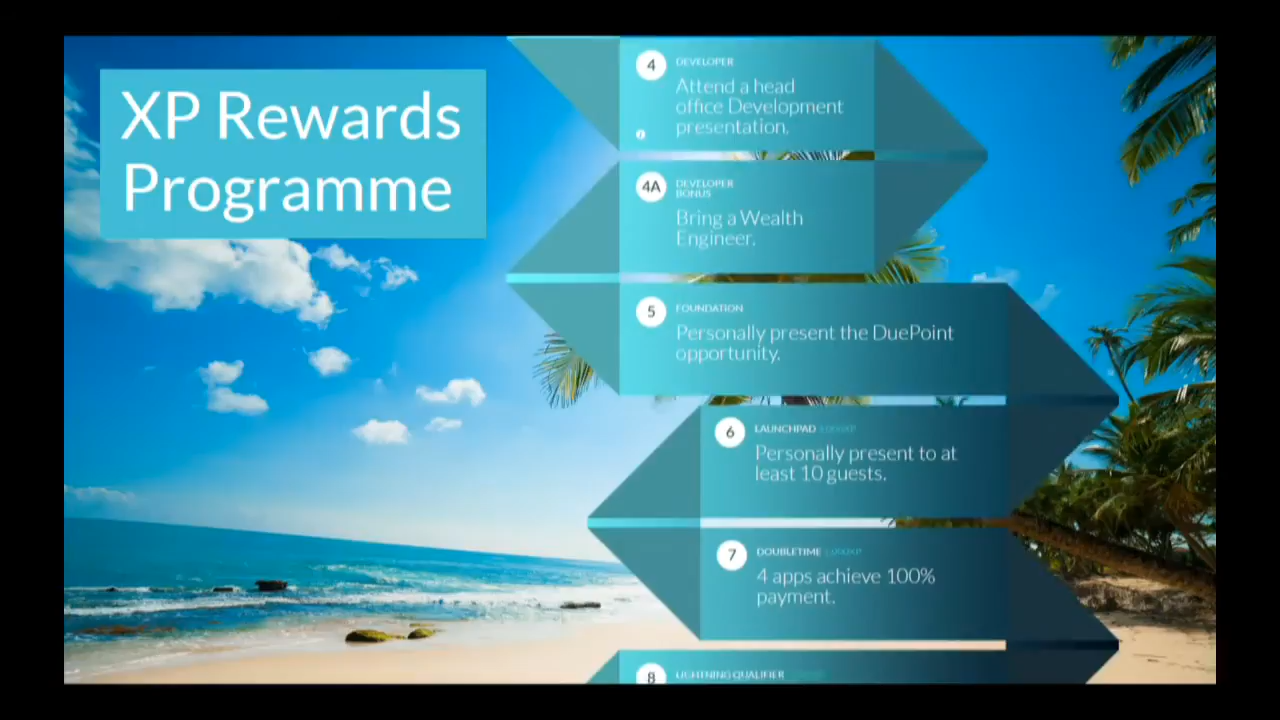 XP Rewards
Programme
4
DEVELOPER
Attend a head
office Development
presentation.
4A
DEVELOPER
BONUS
Bring a Wealth
Engineer.
5
FOUNDATION
Personally present the DuePoint
opportunity.
6
LAUNCHPAD
Personally present to at
least 10 guests.
7
DOUBLETIME
4 apps achieve 100%
payment.
8
LIGHTNING QUALIFIER